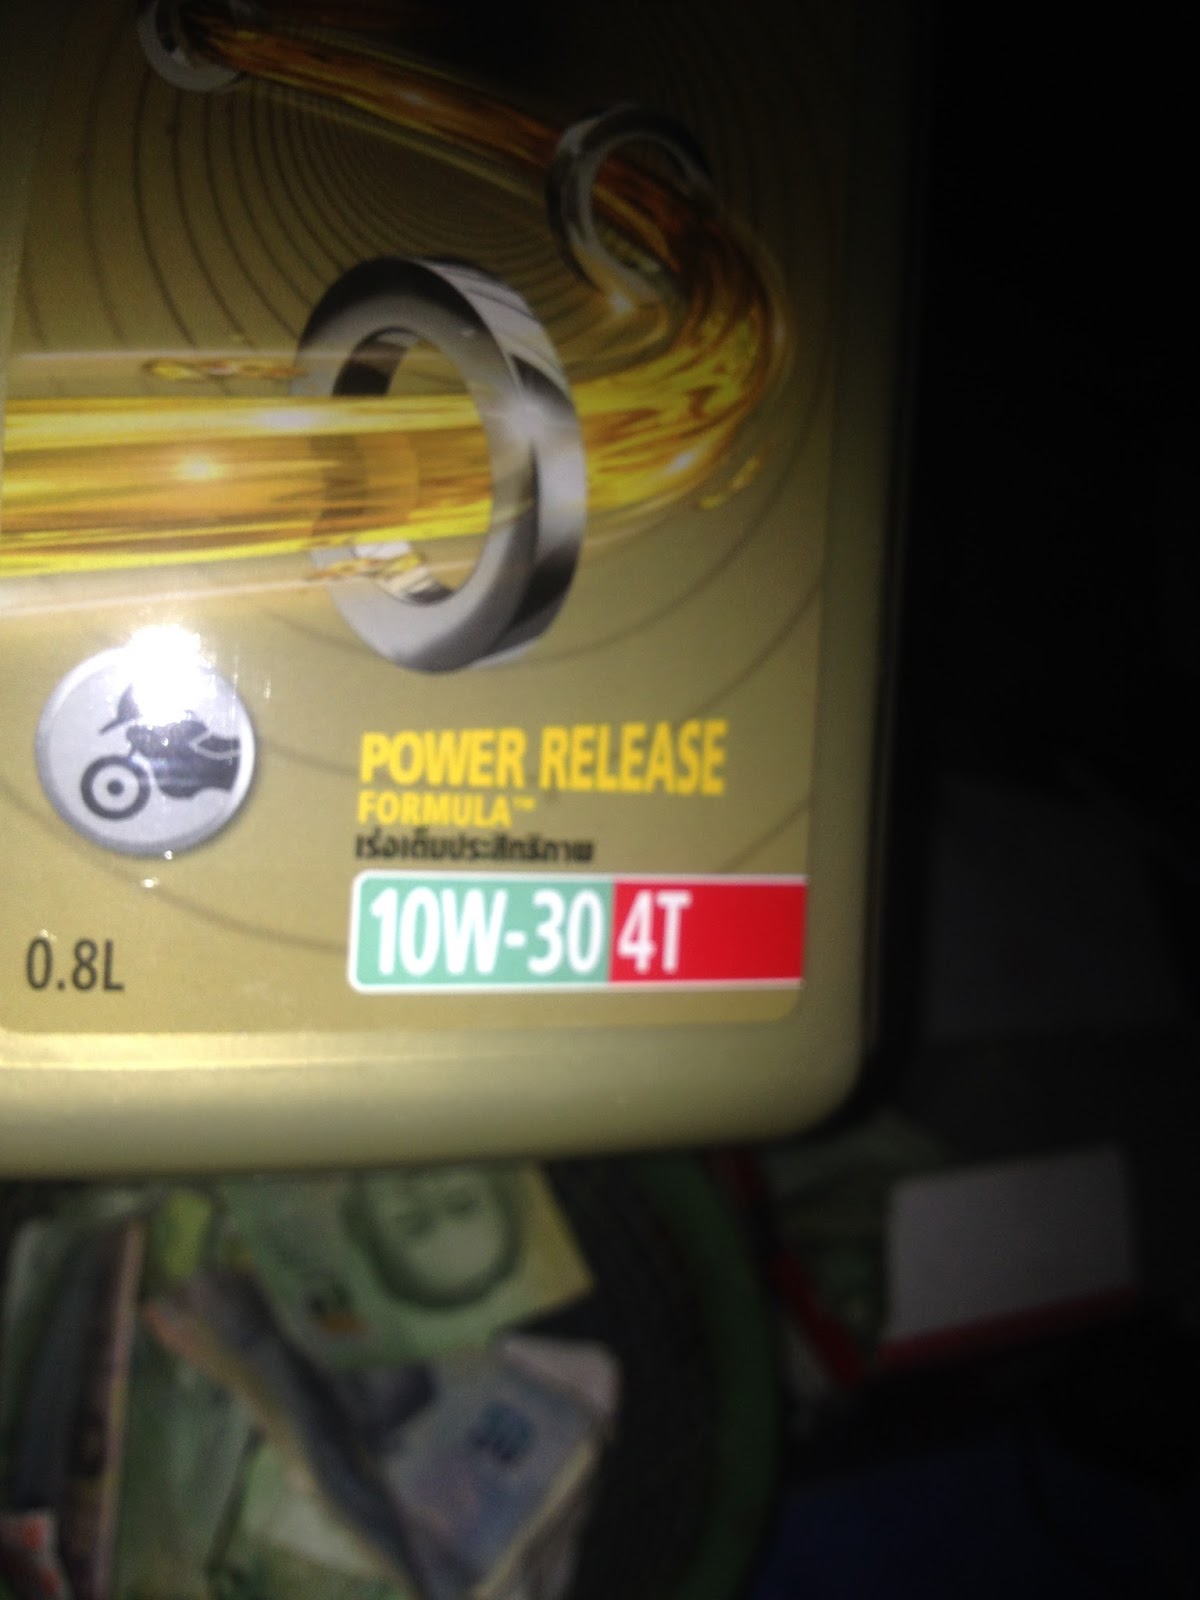 POWER RELEASE
FORMULA™
เร่งเต็มประสิทธิภาพ
10W-30 4T
0.8L